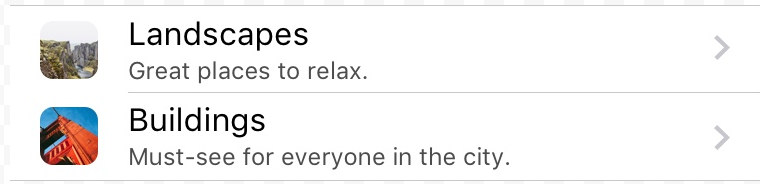 Landscapes
Great places to relax.
Buildings
Must-see for everyone in the city.